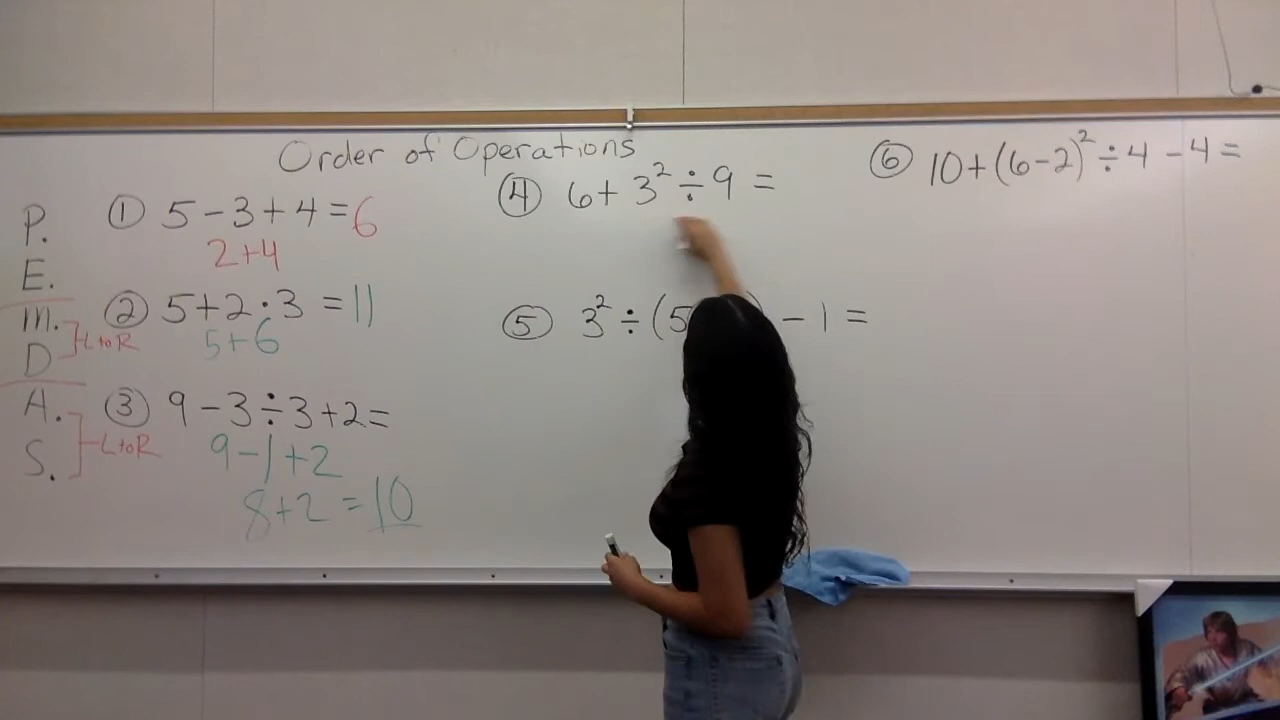 Order of Operations
P.
E.
M.
D
L to R
A.
S.
L to R
① 5 - 3 + 4 = 6
2 + 4
② 5 + 2 · 3 = 11
5 + 6
③ 9 - 3 ÷ 3 + 2 =
9 - 1 + 2
8 + 2 = 10
④ 6 + 3² ÷ 9 =
⑤ 3² ÷ (5 ) - 1 =
⑥ 10 + (6 - 2)² ÷ 4 - 4 =